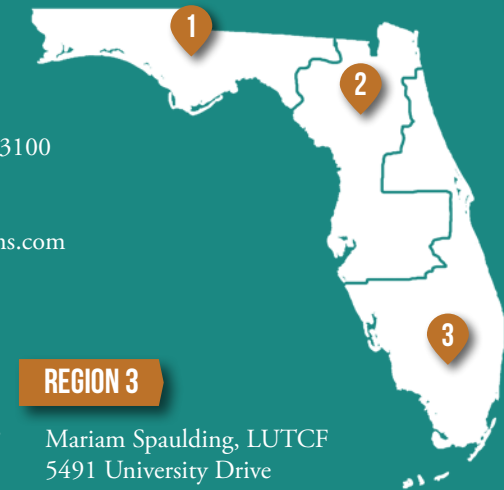 1
2
3100
ns.com
3
REGION 3
Mariam Spaulding, LUTCF
5491 University Drive